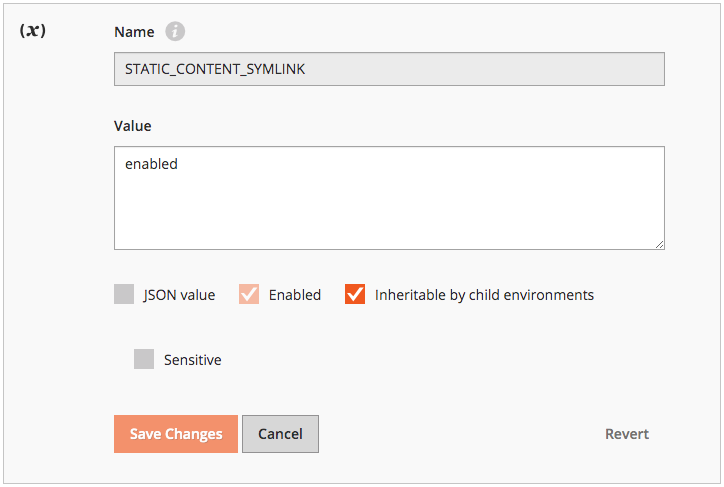 (x) Name i
STATIC_CONTENT_SYMLINK
Value
enabled
JSON value Enabled Inheritable by child environments
Sensitive
Save Changes Cancel Revert